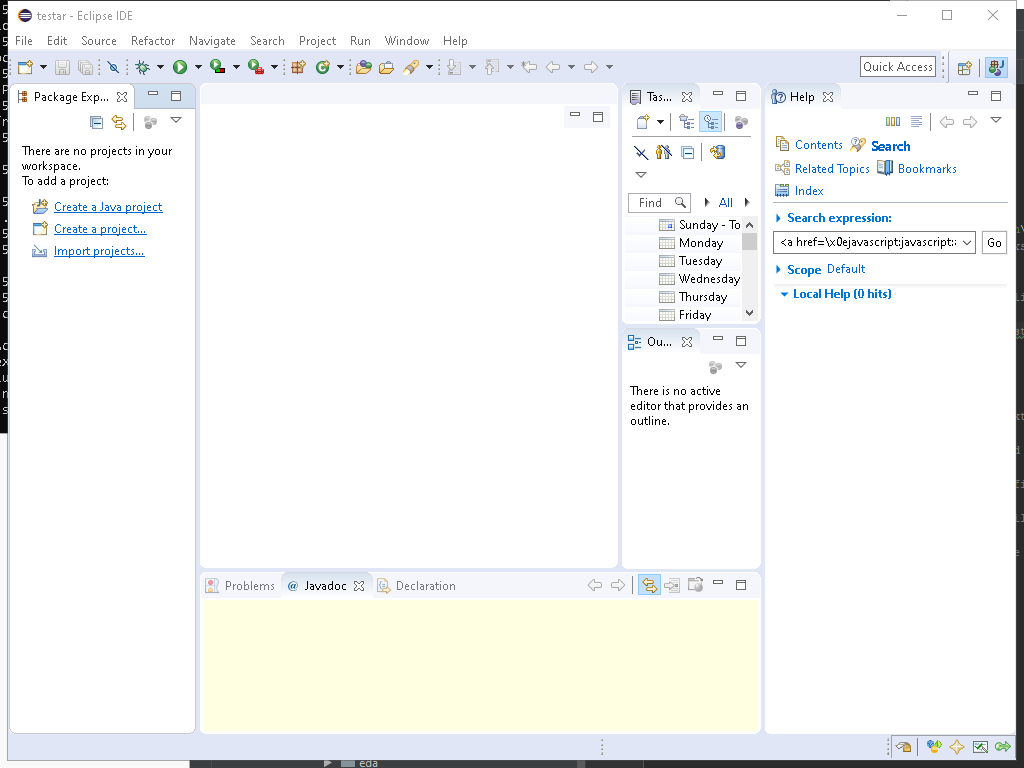 testar - Eclipse IDE
File Edit Source Refactor Navigate Search Project Run Window Help
Quick Access
Package Exp...
There are no projects in your
workspace.
To add a project:
Create a Java project
Create a project...
Import projects...
Tas...
Find All
Sunday - To
Monday
Tuesday
Wednesday
Thursday
Friday
Ou...
There is no active
editor that provides an
outline.
Help
Contents Search
Related Topics Bookmarks
Index
Search expression:
<a href=\x0ejavascript:javascript:
Go
Scope Default
Local Help (0 hits)
Problems @ Javadoc Declaration
eda